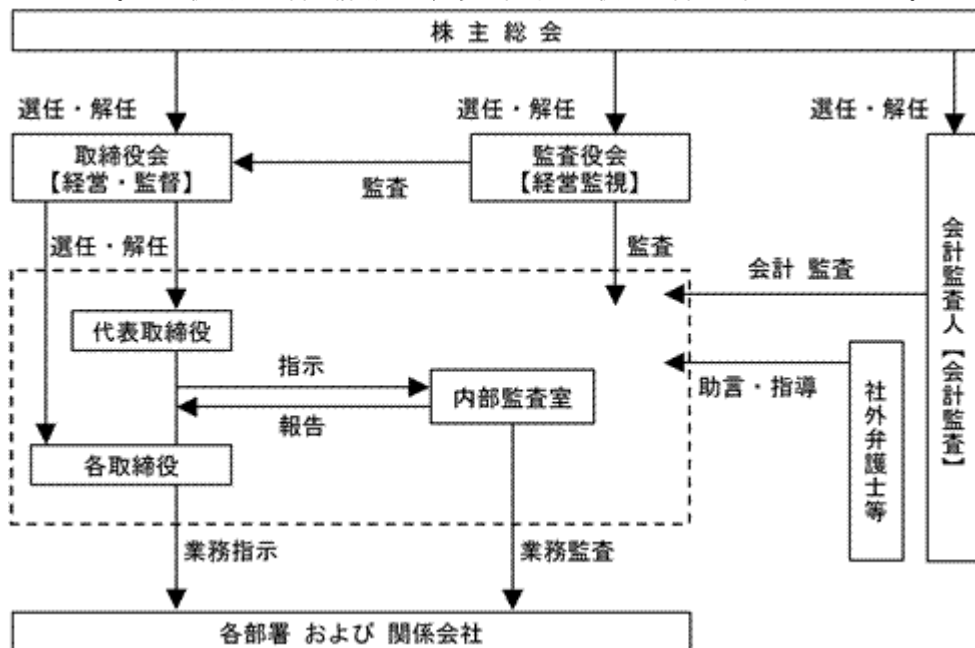 株主総会
選任・解任
選任・解任
選任・解任
取締役会
【経営・監督】
監査
監査役会
【経営監視】
選任・解任
監査
会計 監査
会計監査人【会計監査】
代表取締役
指示
報告
内部監査室
助言・指導
社外弁護士等
各取締役
業務指示
業務監査
各部署 および 関係会社